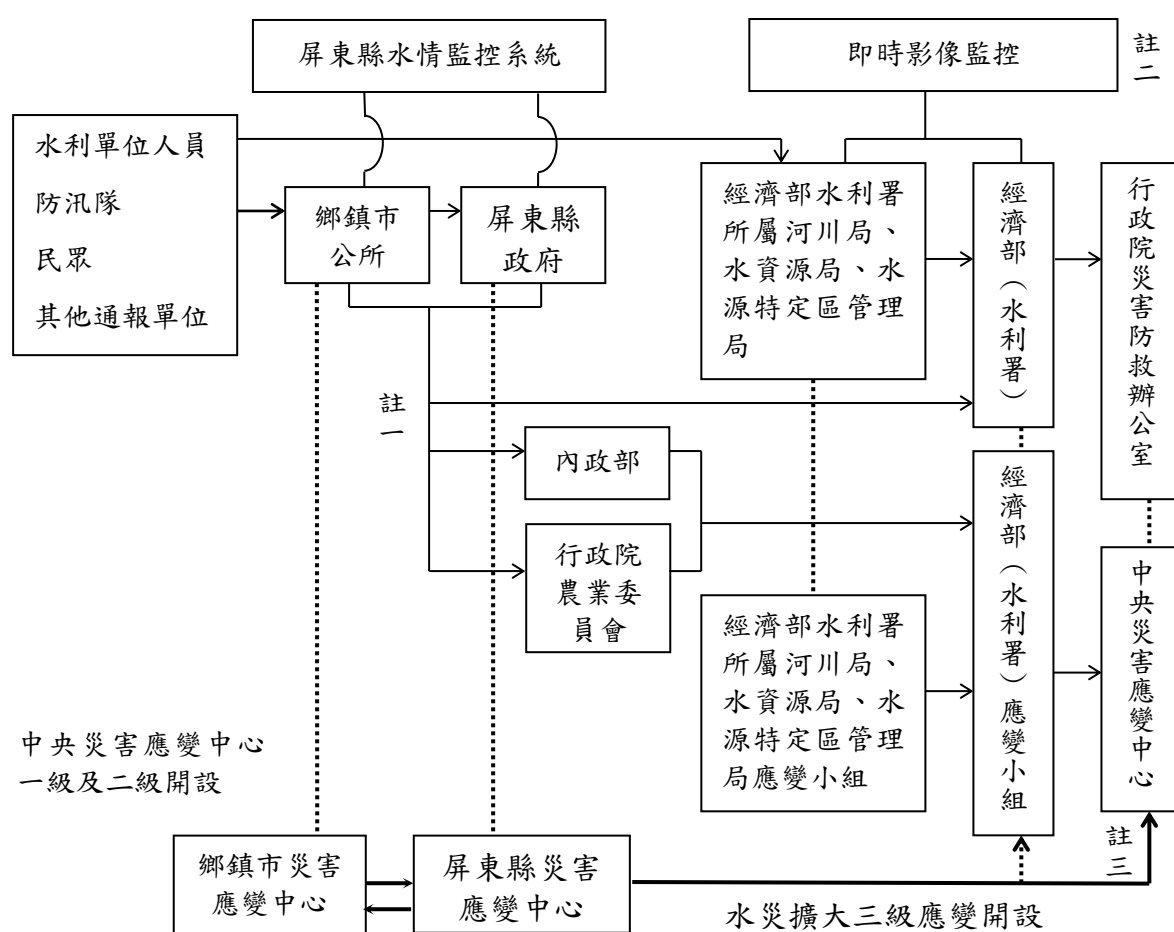 屏東縣水情監控系統
即時影像監控
註二
水利單位人員
防汛隊
民眾
其他通報單位
鄉鎮市
公所
屏東縣
政府
經濟部水利署
所屬河川局、
水資源局、水
源特定區管理
局
經濟部（水利署）
行政院災害防救辦公室
註一
內政部
行政院
農業委
員會
經濟部水利署
所屬河川局、
水資源局、水
源特定區管理
局應變小組
經濟部（水利署）應變小組
中央災害應變中心
中央災害應變中心
一級及二級開設
鄉鎮市災害
應變中心
屏東縣災害
應變中心
註三
水災擴大三級應變開設